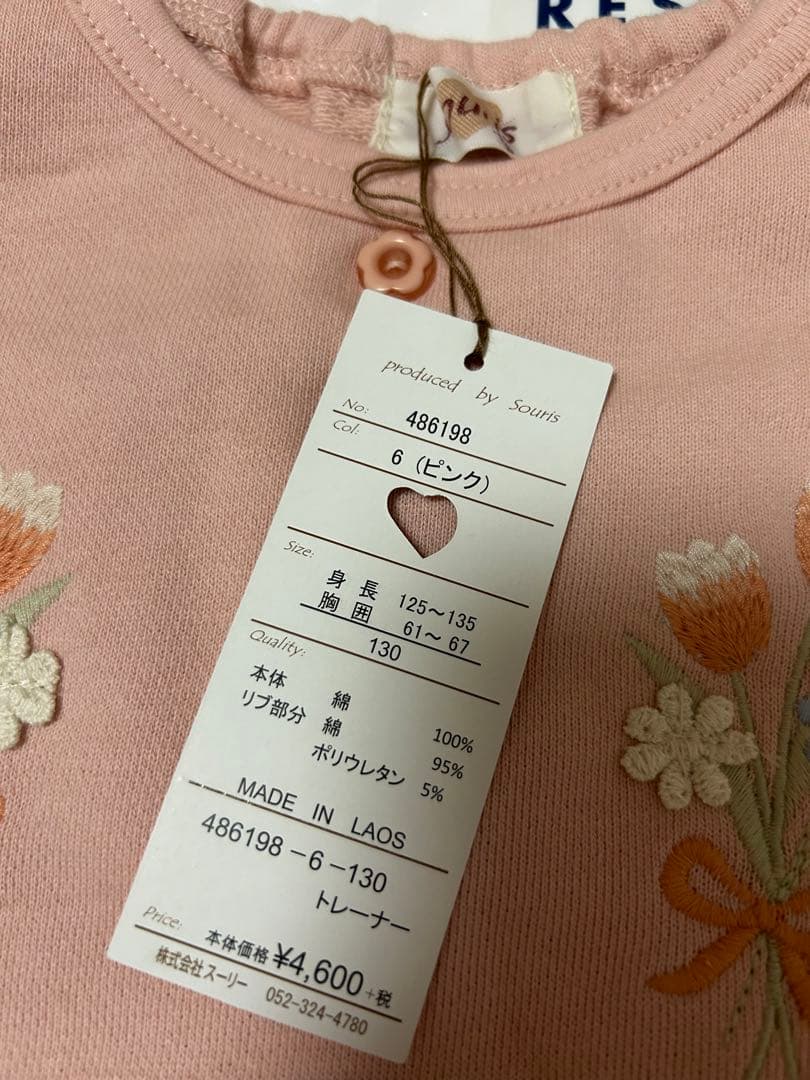 RES
produced by Souris
No: 486198
Col: 6 (ピンク)
Size:
身長 125～135
胸囲 61～ 67
130
Quality:
本体 綿 100%
リブ部分 綿 95%
ポリウレタン 5%
MADE IN LAOS
486198-6-130
トレーナー
Price: 本体価格 ¥4,600+税
株式会社スーリー 052-324-4780